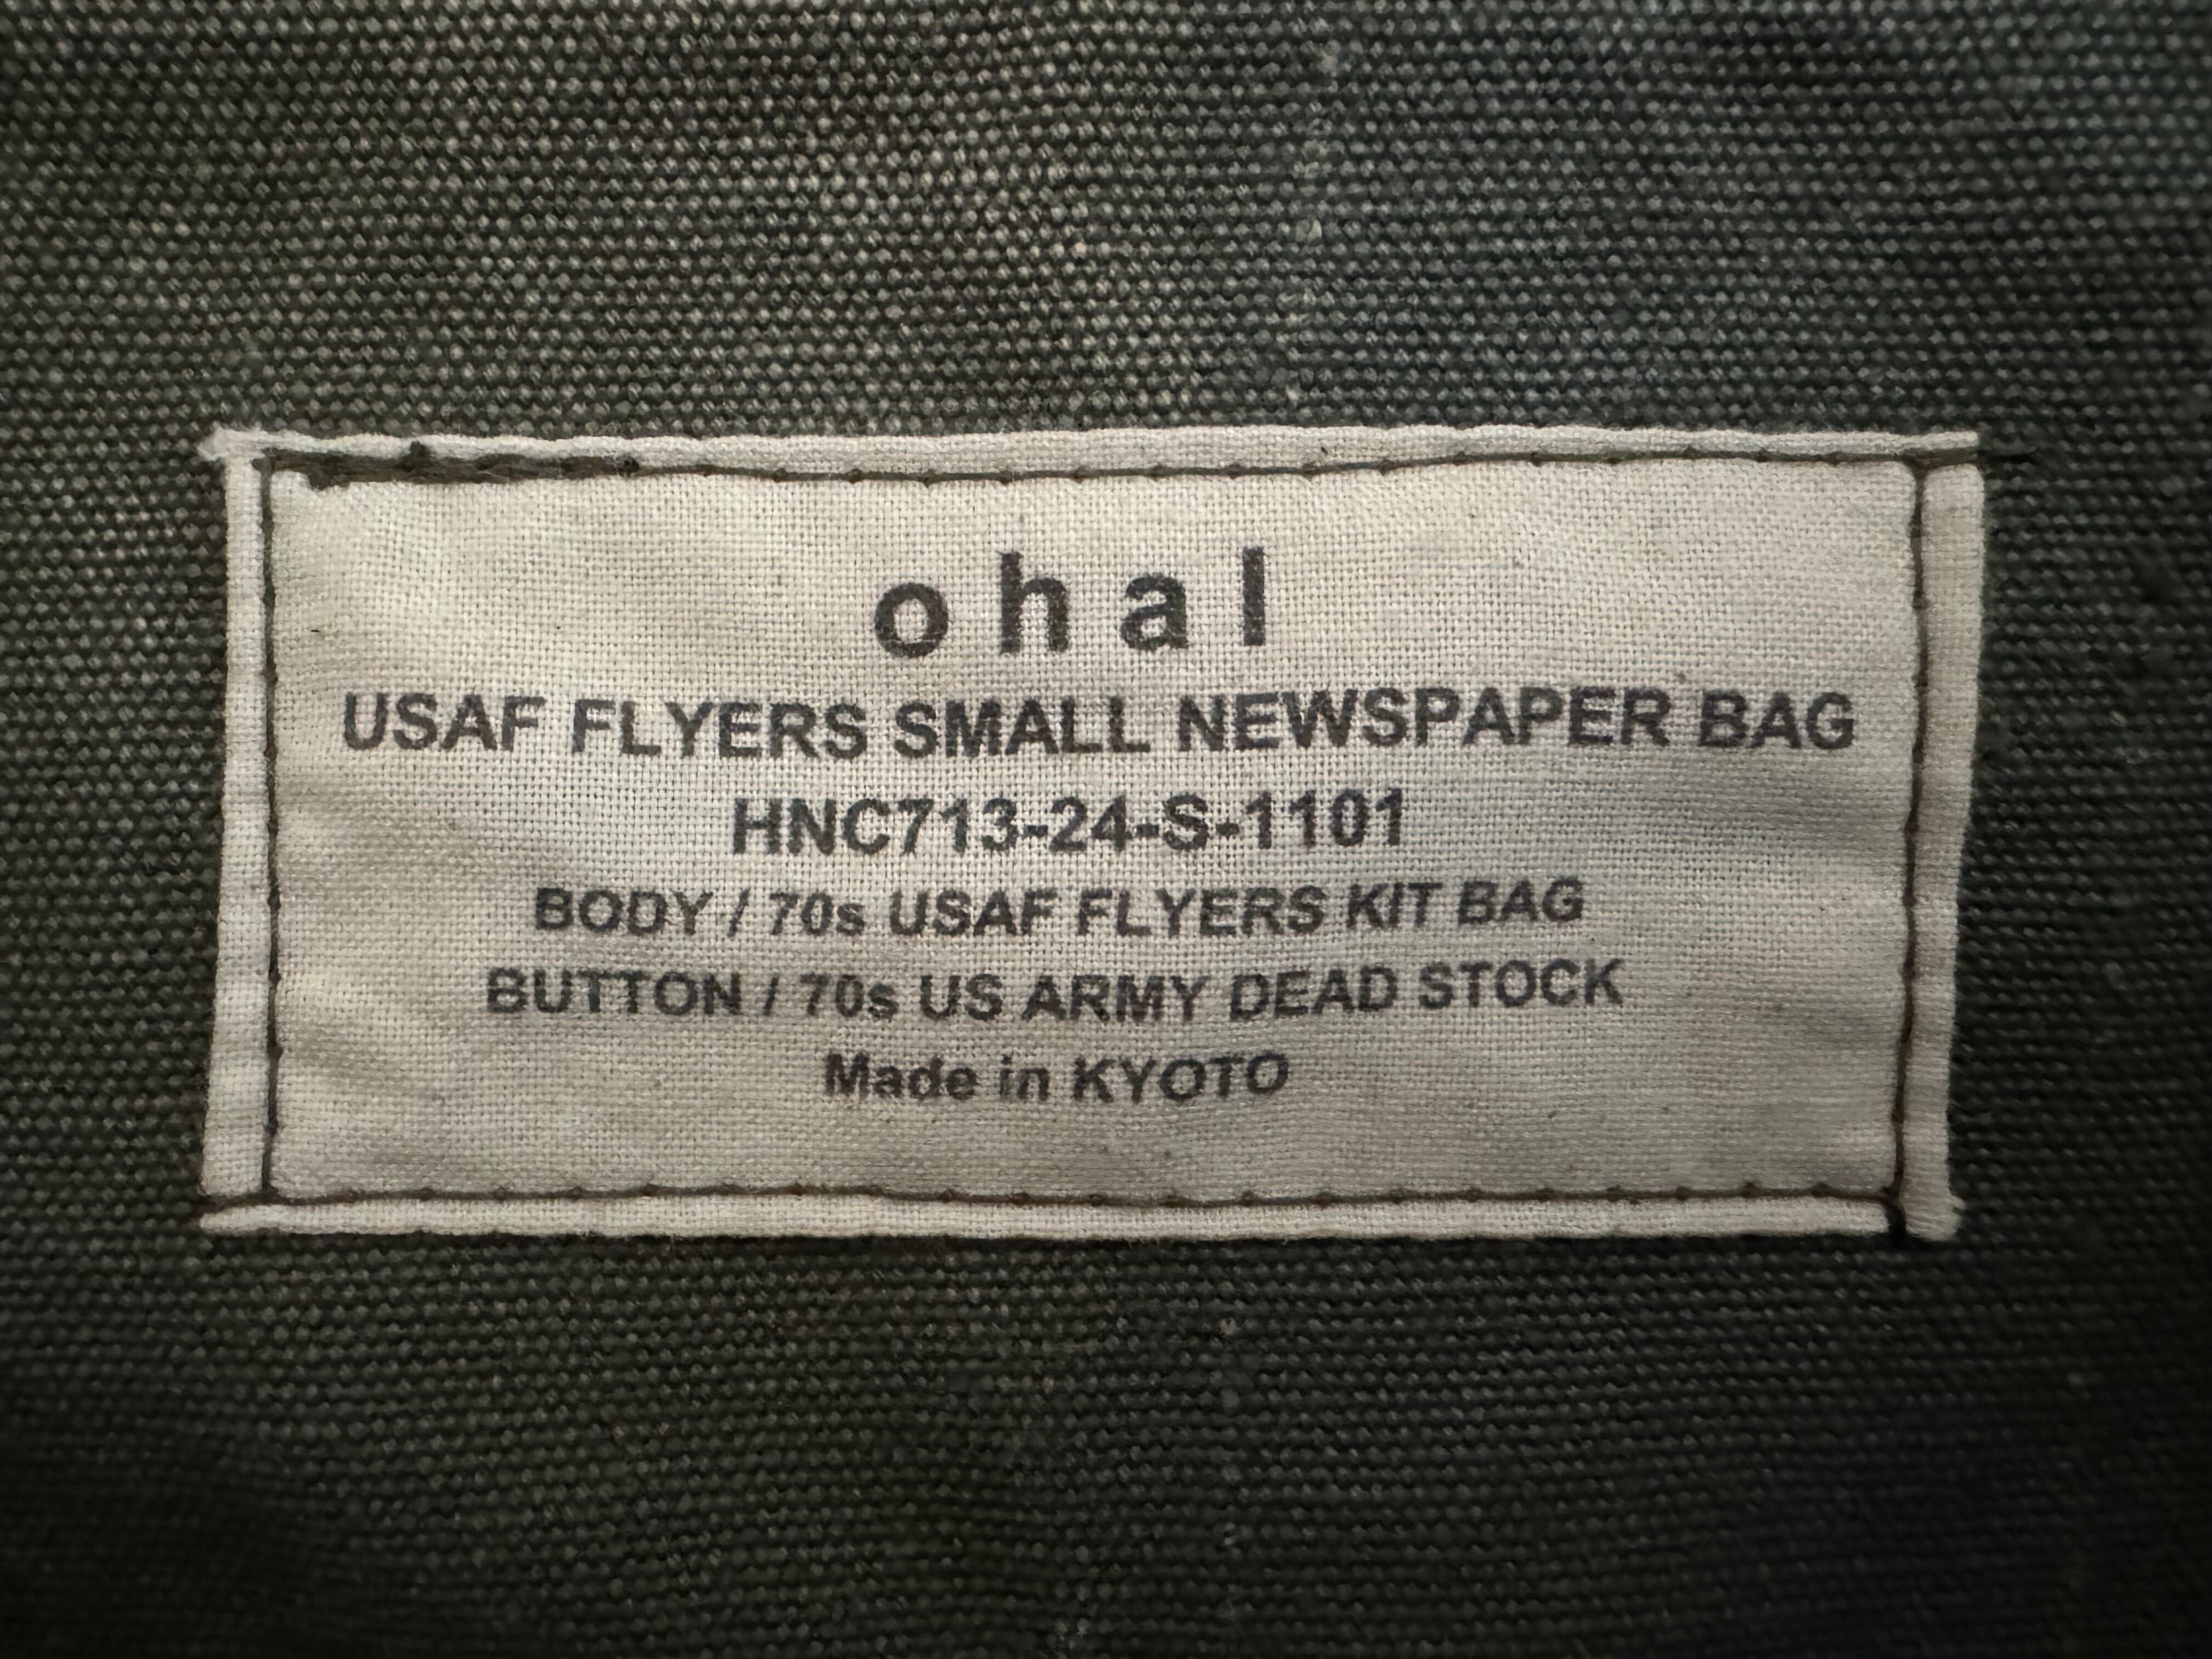 ohal
USAF FLYERS SMALL NEWSPAPER BAG
HNC713-24-S-1101
BODY / 70s USAF FLYERS KIT BAG
BUTTON / 70s US ARMY DEAD STOCK
Made in KYOTO